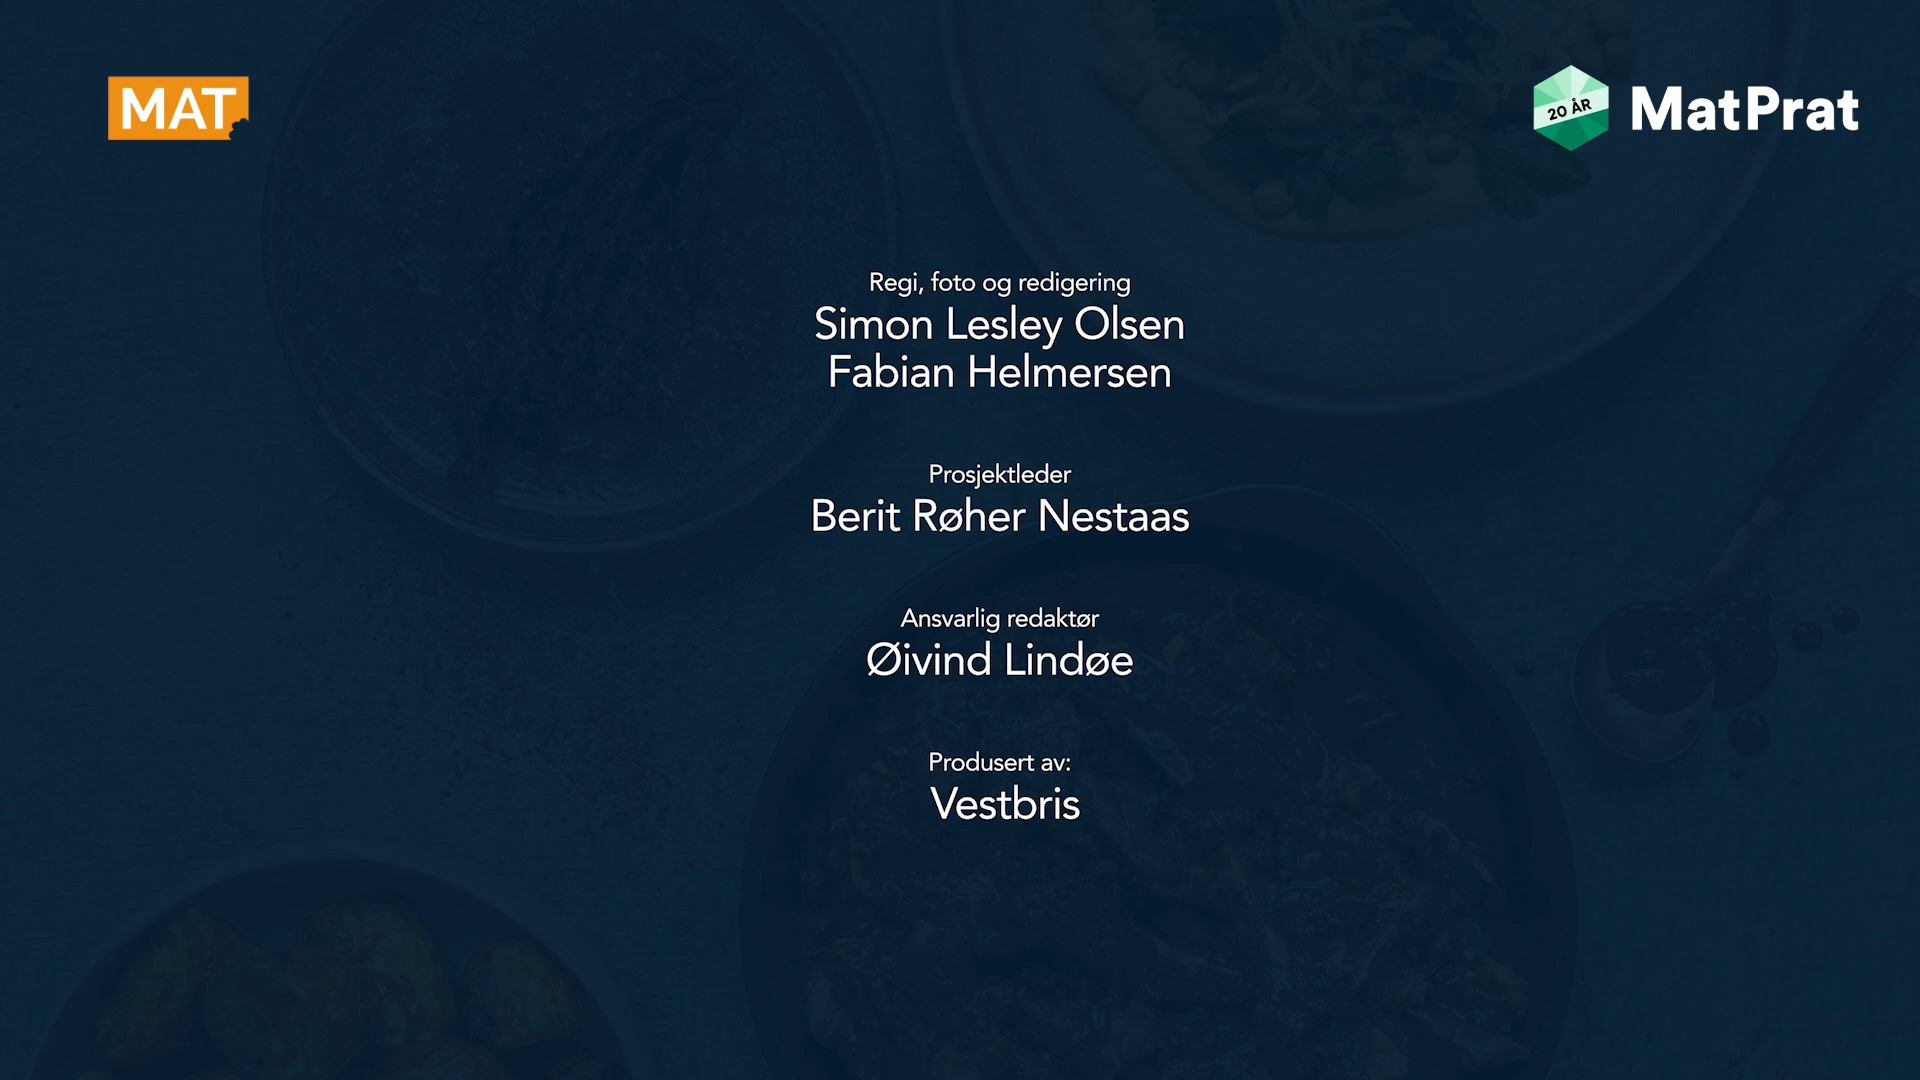 MAT
20 ÅR
MatPrat
Regi, foto og redigering
Simon Lesley Olsen
Fabian Helmersen
Prosjektleder
Berit Røher Nestaas
Ansvarlig redaktør
Øivind Lindøe
Produsert av:
Vestbris